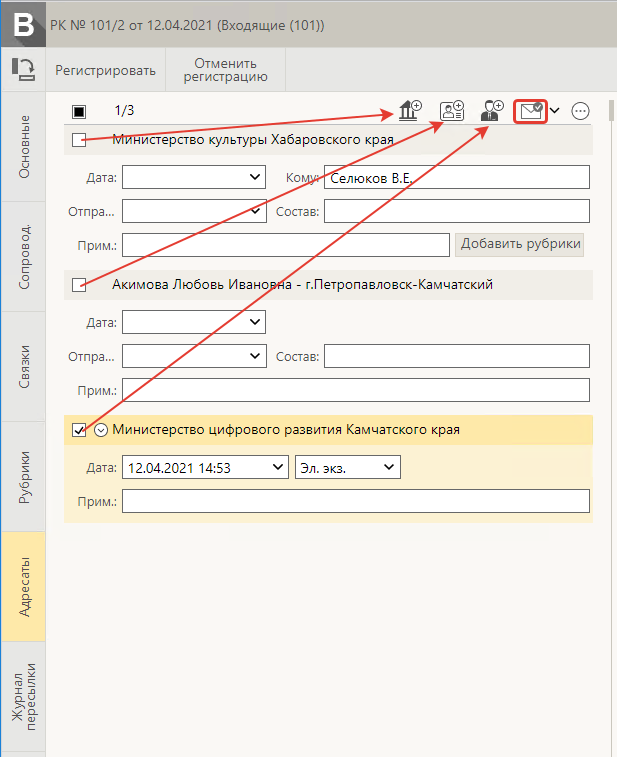 В РК № 101/2 от 12.04.2021 (Входящие (101))
Регистрировать
Отменить
регистрацию
Основные
Сопровод.
Связки
Рубрики
Адресаты
Журнал
пересылки
1/3
Министерство культуры Хабаровского края
Дата: Кому: Селюков В.Е.
Отпра... Состав:
Прим.: Добавить рубрики
Акимова Любовь Ивановна - г.Петропавловск-Камчатский
Дата:
Отпра... Состав:
Прим.:
Министерство цифрового развития Камчатского края
Дата: 12.04.2021 14:53 Эл. экз.
Прим.: